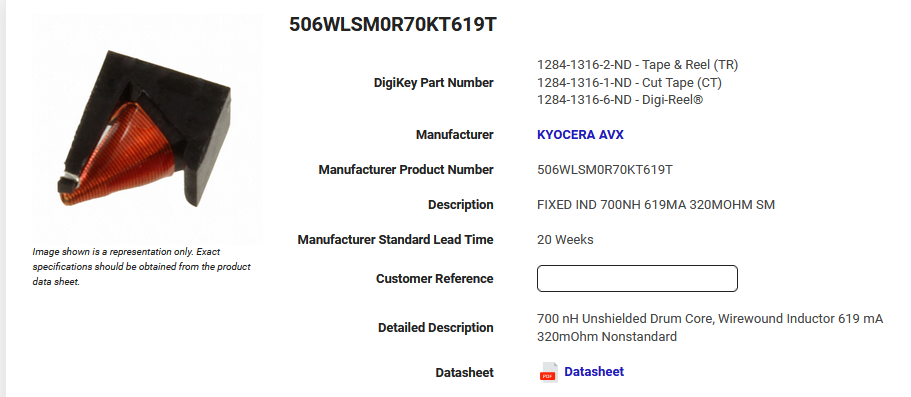 506WLSM0R70KT619T
DigiKey Part Number
1284-1316-2-ND - Tape & Reel (TR)
1284-1316-1-ND - Cut Tape (CT)
1284-1316-6-ND - Digi-Reel®
Manufacturer
KYOCERA AVX
Manufacturer Product Number
506WLSM0R70KT619T
Description
FIXED IND 700NH 619MA 320MOHM SM
Manufacturer Standard Lead Time
20 Weeks
Customer Reference
Detailed Description
700 nH Unshielded Drum Core, Wirewound Inductor 619 mA
320mOhm Nonstandard
Datasheet
PDF
Datasheet
Image shown is a representation only. Exact
specifications should be obtained from the product
data sheet.